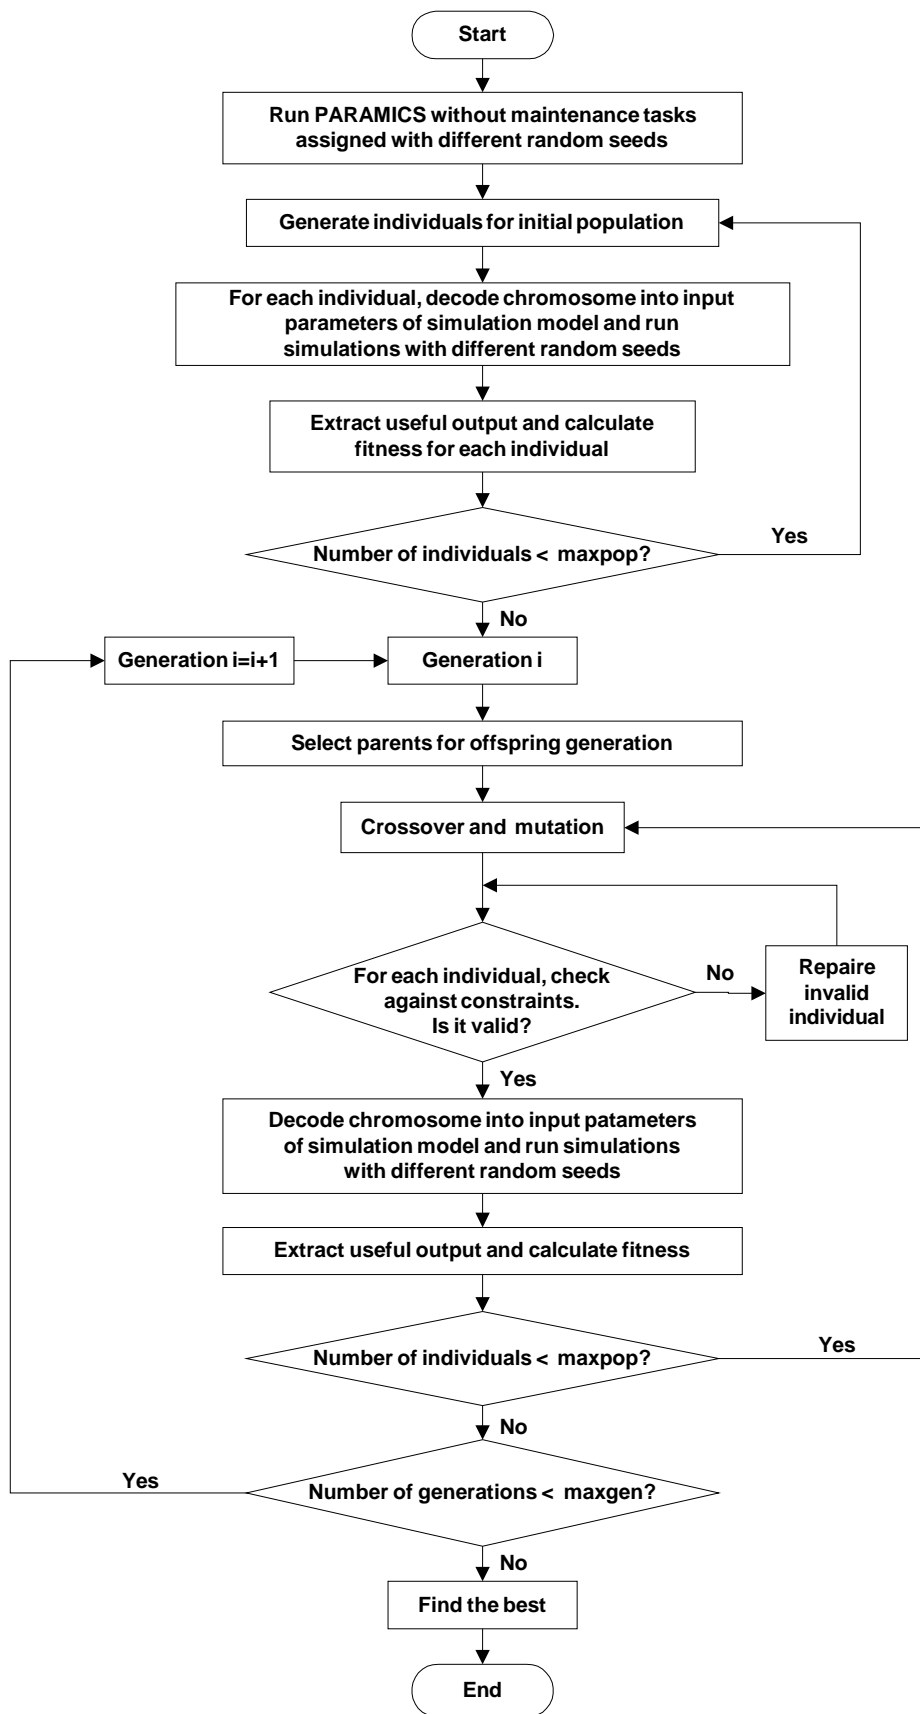 Start
Run PARAMICS without maintenance tasks
assigned with different random seeds
Generate individuals for initial population
For each individual, decode chromosome into input
parameters of simulation model and run
simulations with different random seeds
Extract useful output and calculate
fitness for each individual
Number of individuals < maxpop?
Yes
No
Generation i=i+1
Generation i
Select parents for offspring generation
Crossover and mutation
For each individual, check
against constraints.
Is it valid?
No
Repaire
invalid
individual
Yes
Decode chromosome into input patameters
of simulation model and run simulations
with different random seeds
Extract useful output and calculate fitness
Number of individuals < maxpop?
Yes
No
Yes
Number of generations < maxgen?
No
Find the best
End